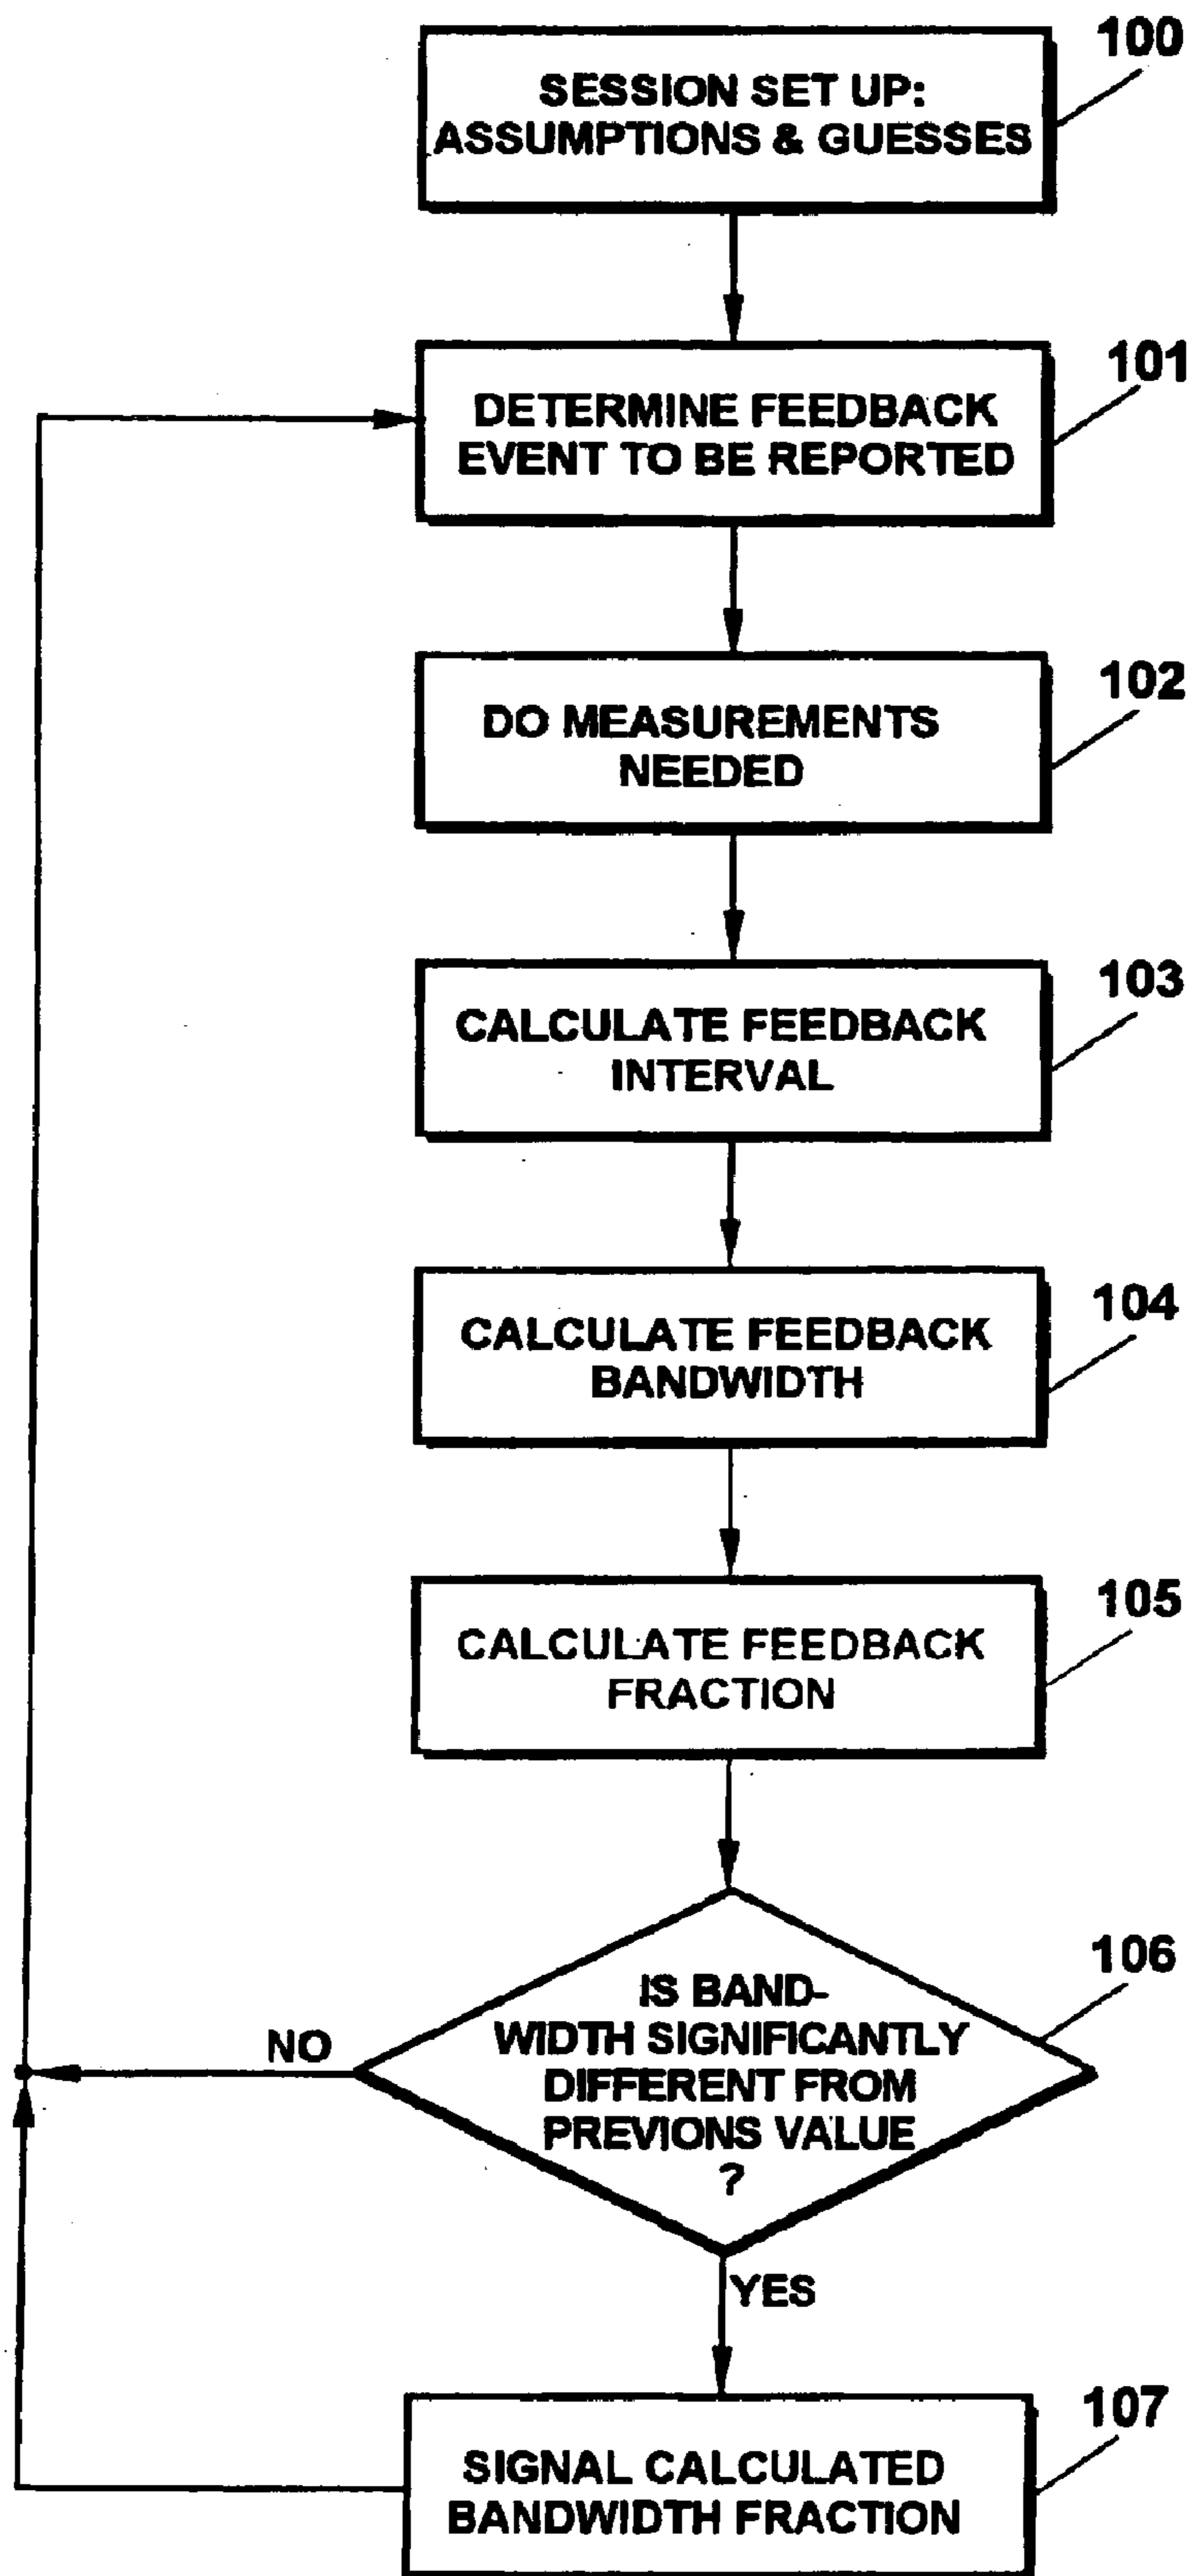 100
SESSION SET UP:
ASSUMPTIONS & GUESSES
101
DETERMINE FEEDBACK
EVENT TO BE REPORTED
102
DO MEASUREMENTS
NEEDED
103
CALCULATE FEEDBACK
INTERVAL
104
CALCULATE FEEDBACK
BANDWIDTH
105
CALCULATE FEEDBACK
FRACTION
106
IS BAND-
WIDTH SIGNIFICANTLY
DIFFERENT FROM
PREVIONS VALUE
?
NO
YES
107
SIGNAL CALCULATED
BANDWIDTH FRACTION